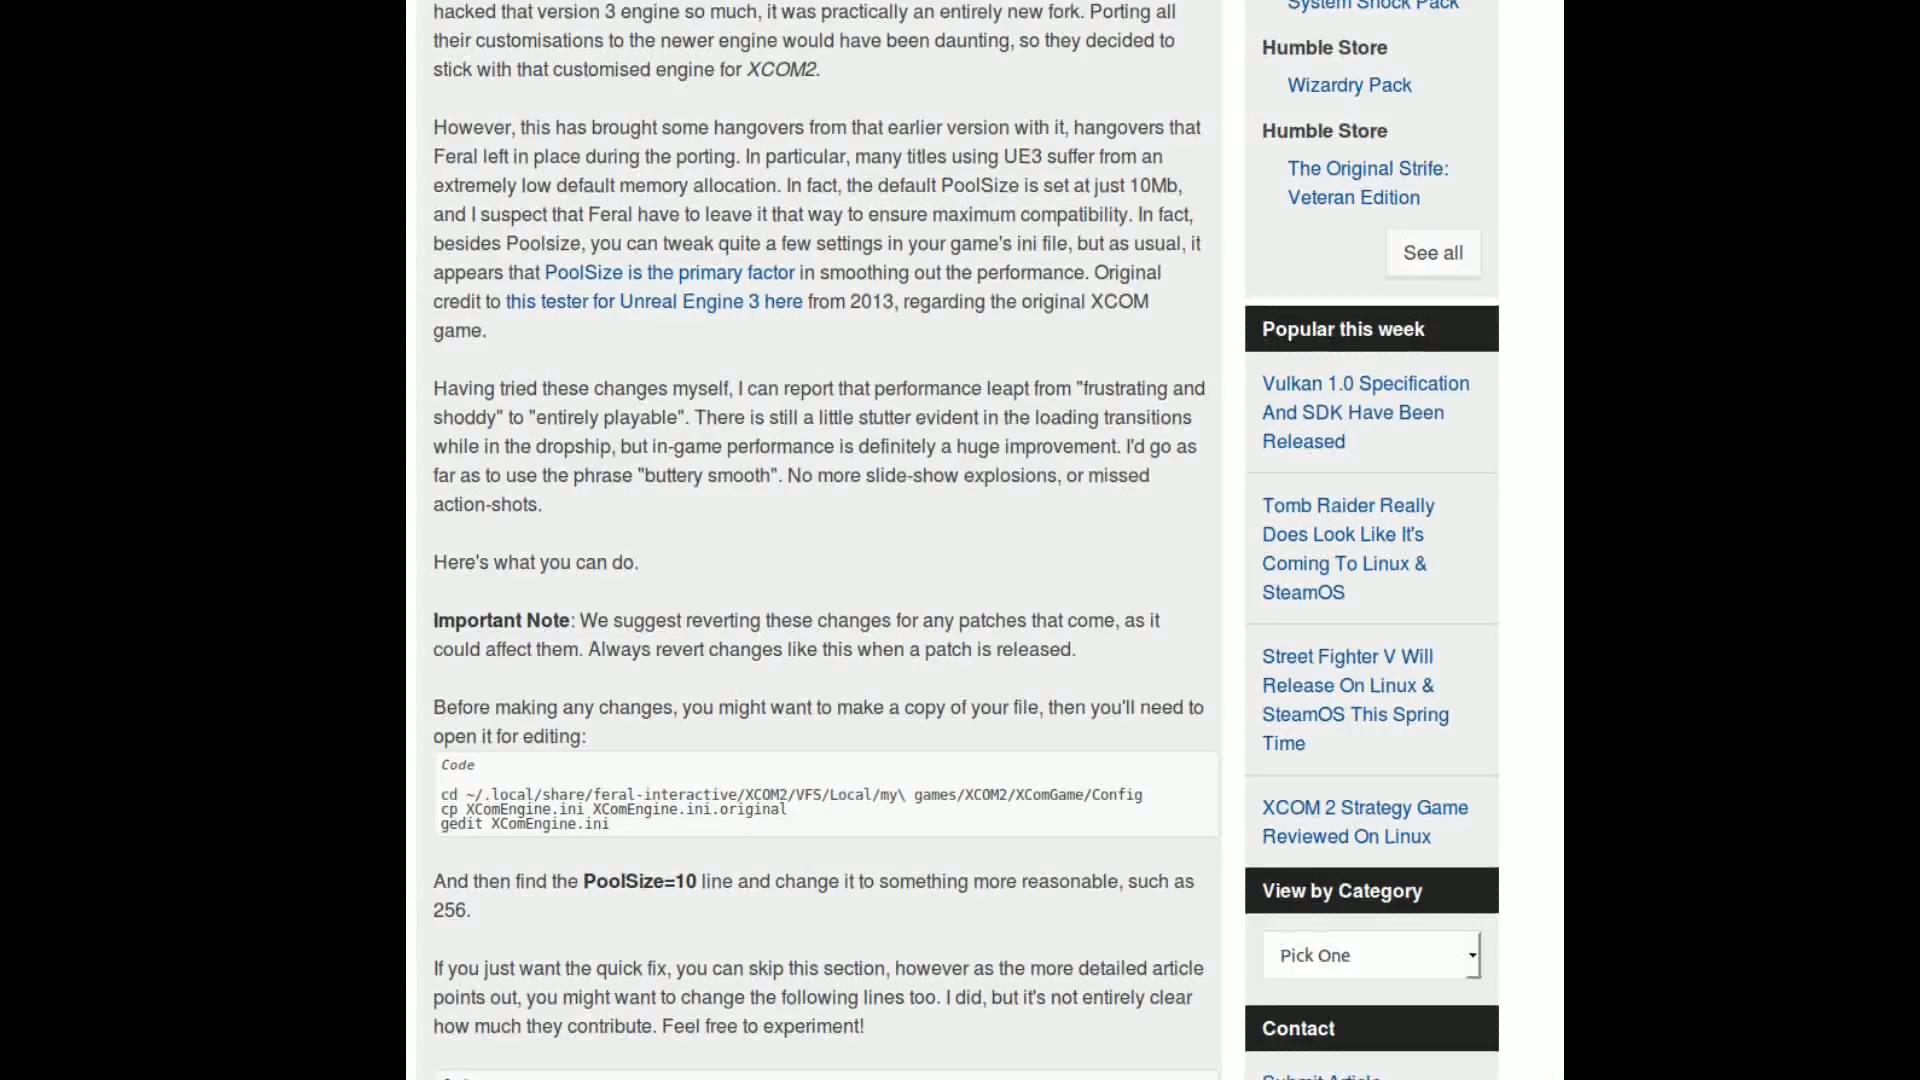 hacked that version 3 engine so much, it was practically an entirely new fork. Porting all
their customisations to the newer engine would have been daunting, so they decided to
stick with that customised engine for XCOM2.
However, this has brought some hangovers from that earlier version with it, hangovers that
Feral left in place during the porting. In particular, many titles using UE3 suffer from an
extremely low default memory allocation. In fact, the default PoolSize is set at just 10Mb,
and I suspect that Feral have to leave it that way to ensure maximum compatibility. In fact,
besides Poolsize, you can tweak quite a few settings in your game's ini file, but as usual, it
appears that PoolSize is the primary factor in smoothing out the performance. Original
credit to this tester for Unreal Engine 3 here from 2013, regarding the original XCOM
game.
Having tried these changes myself, I can report that performance leapt from "frustrating and
shoddy" to "entirely playable". There is still a little stutter evident in the loading transitions
while in the dropship, but in-game performance is definitely a huge improvement. I'd go as
far as to use the phrase "buttery smooth". No more slide-show explosions, or missed
action-shots.
Here's what you can do.
Important Note: We suggest reverting these changes for any patches that come, as it
could affect them. Always revert changes like this when a patch is released.
Before making any changes, you might want to make a copy of your file, then you'll need to
open it for editing:
Code
cd ~/.local/share/feral-interactive/XCOM2/VFS/Local/my\ games/XCOM2/XComGame/Config
cp XComEngine.ini XComEngine.ini.original
gedit XComEngine.ini
And then find the PoolSize=10 line and change it to something more reasonable, such as
256.
If you just want the quick fix, you can skip this section, however as the more detailed article
points out, you might want to change the following lines too. I did, but it's not entirely clear
how much they contribute. Feel free to experiment!
System Shock Pack
Humble Store
Wizardry Pack
Humble Store
The Original Strife:
Veteran Edition
See all
Popular this week
Vulkan 1.0 Specification
And SDK Have Been
Released
Tomb Raider Really
Does Look Like It's
Coming To Linux &
SteamOS
Street Fighter V Will
Release On Linux &
SteamOS This Spring
Time
XCOM 2 Strategy Game
Reviewed On Linux
View by Category
Pick One
Contact
Submit Article